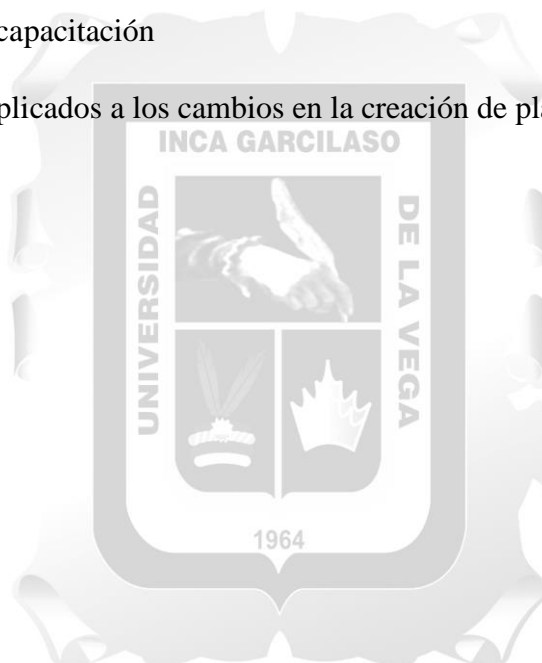 capacitación
plicados a los cambios en la creación de pl
INCA GARCILASO
UNIVERSIDAD
DE LA VEGA
1964